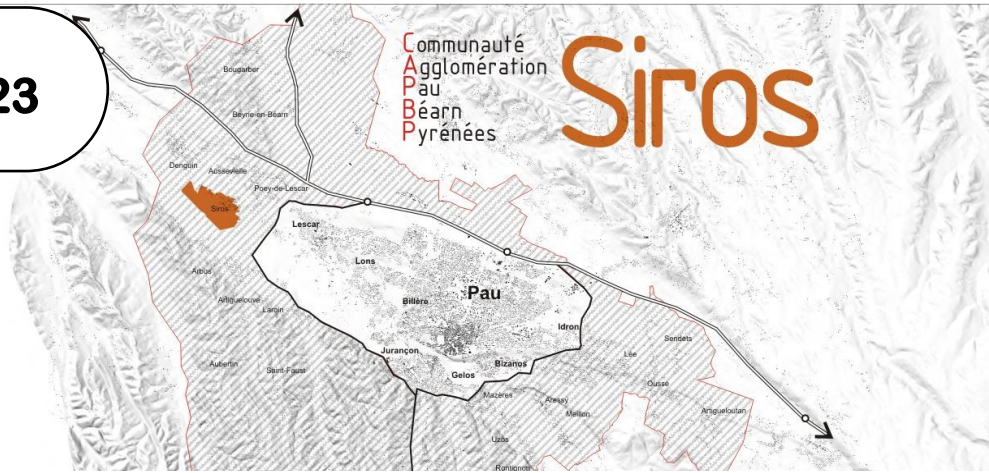 23
Communauté
Agglomération
Pau
Béarn
Pyrénées
Siros
Bougarber
Beyrie-en-Béarn
Denguin
Aussevielle
Poey-de-Lescar
Siros
Lescar
Lons
Arbus
Pau
Artiguelouve
Billère
Laroin
Idron
Sendets
Jurançon
Lée
Aubertin
Bizanos
Saint-Faust
Gelos
Ousse
Mazères
Aressy
Artigueloutan
Meillon
Uzos
Rontignon